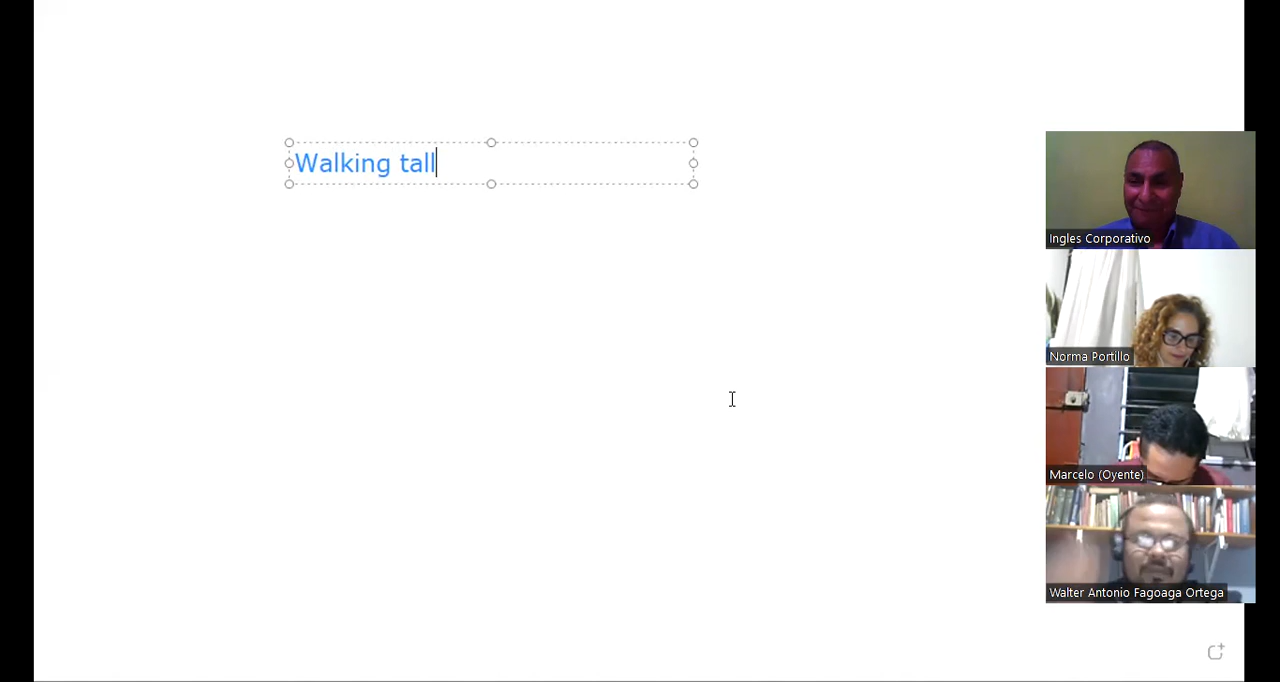 Walking tall
Ingles Corporativo
Norma Portillo
Marcelo (Oyente)
Walter Antonio Fagoaga Ortega